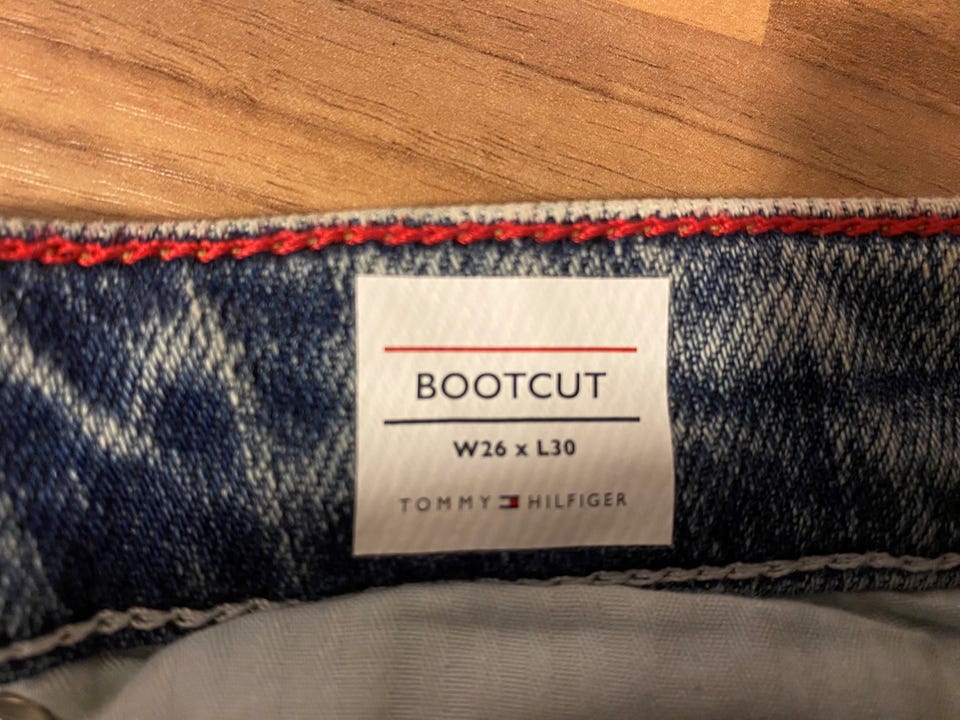 BOOTCUT
W26 x L30
TOMMY HILFIGER